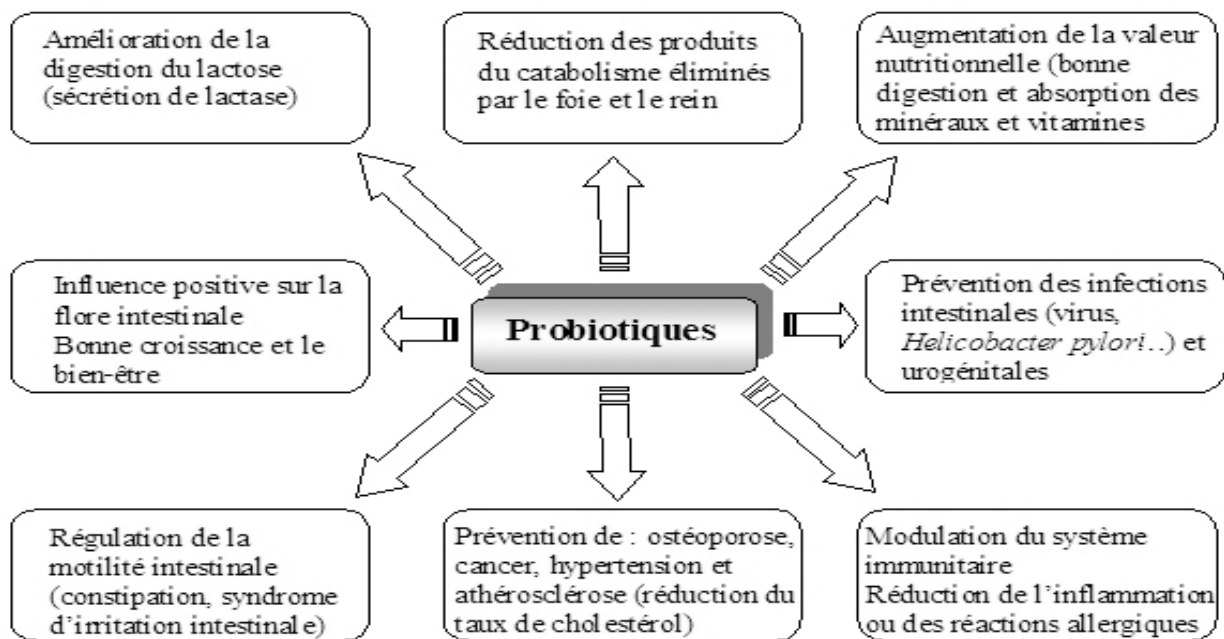 Amélioration de la
digestion du lactose
(sécrétion de lactase)
Réduction des produits
du catabolisme éliminés
par le foie et le rein
Augmentation de la valeur
nutritionnelle (bonne
digestion et absorption des
minéraux et vitamines
Influence positive sur la
flore intestinale
Bonne croissance et le
bien-être
Probiotiques
Prévention des infections
intestinales (virus,
Helicobacter pylori...) et
urogénitales
Régulation de la
motilité intestinale
(constipation, syndrome
d'irritation intestinale)
Prévention de : ostéoporose,
cancer, hypertension et
athérosclérose (réduction du
taux de cholestérol)
Modulation du système
immunitaire
Réduction de l'inflammation
ou des réactions allergiques